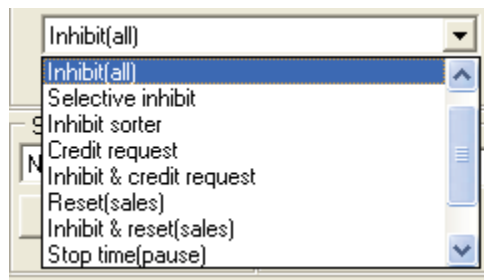 Inhibit(all)
Inhibit(all)
Selective inhibit
Inhibit sorter
Credit request
Inhibit & credit request
Reset(sales)
Inhibit & reset(sales)
Stop time(pause)